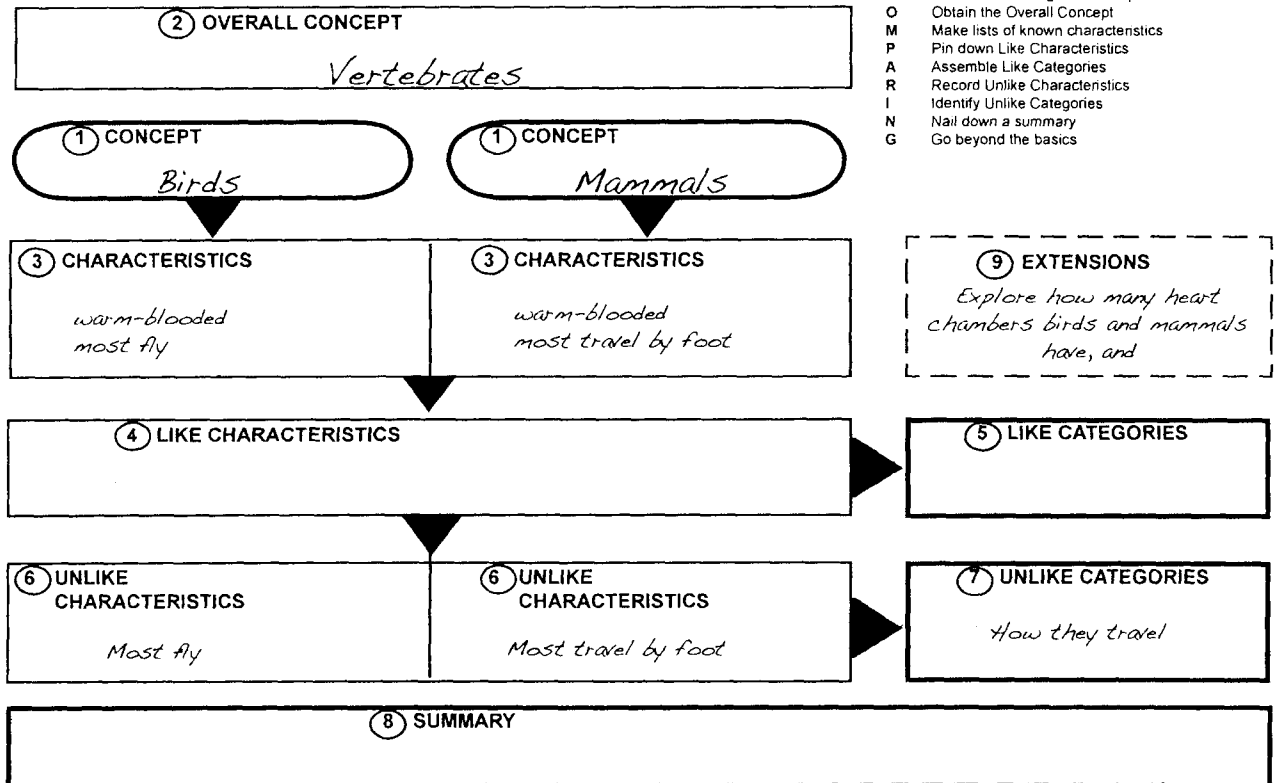 ② OVERALL CONCEPT
Vertebrates
O Obtain the Overall Concept
M Make lists of known characteristics
P Pin down Like Characteristics
A Assemble Like Categories
R Record Unlike Characteristics
I Identify Unlike Categories
N Nail down a summary
G Go beyond the basics
① CONCEPT
Birds
① CONCEPT
Mammals
③ CHARACTERISTICS
warm-blooded
most fly
③ CHARACTERISTICS
warm-blooded
most travel by foot
⑨ EXTENSIONS
Explore how many heart
chambers birds and mammals
have, and
④ LIKE CHARACTERISTICS
⑤ LIKE CATEGORIES
⑥ UNLIKE
CHARACTERISTICS
Most fly
⑥ UNLIKE
CHARACTERISTICS
Most travel by foot
⑦ UNLIKE CATEGORIES
How they travel
⑧ SUMMARY